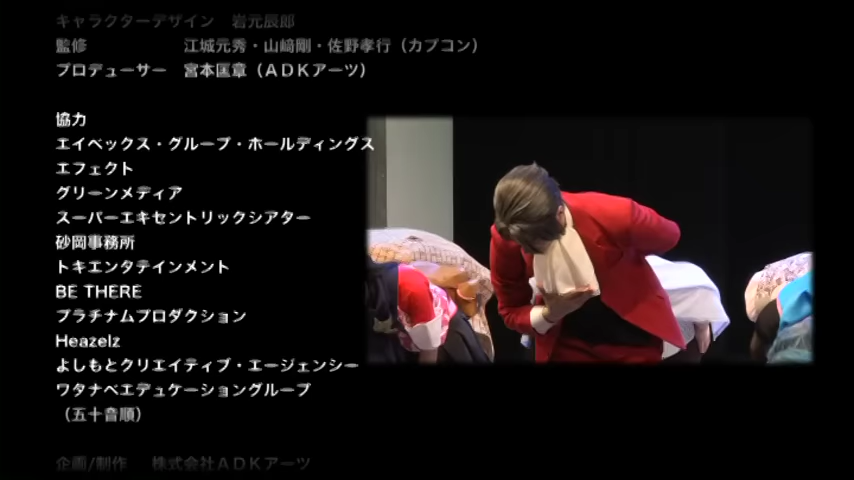 キャラクターデザイン 岩元辰郎
監修 江城元秀・山﨑剛・佐野孝行（カプコン）
プロデューサー 宮本匡章（ＡＤＫアーツ）
協力
エイベックス・グループ・ホールディングス
エフェクト
グリーンメディア
スーパーエキセントリックシアター
砂岡事務所
トキエンタテインメント
BE THERE
プラチナムプロダクション
Heazelz
よしもとクリエイティブ・エージェンシー
ワタナベエデュケーショングループ
（五十音順）
企画/制作 株式会社ＡＤＫアーツ